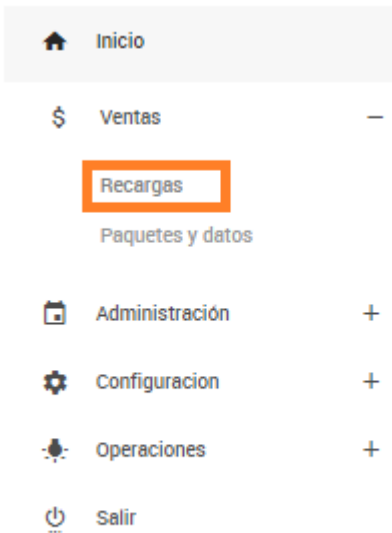 Inicio
$ Ventas –
Recargas
Paquetes y datos
Administración +
Configuracion +
Operaciones +
Salir